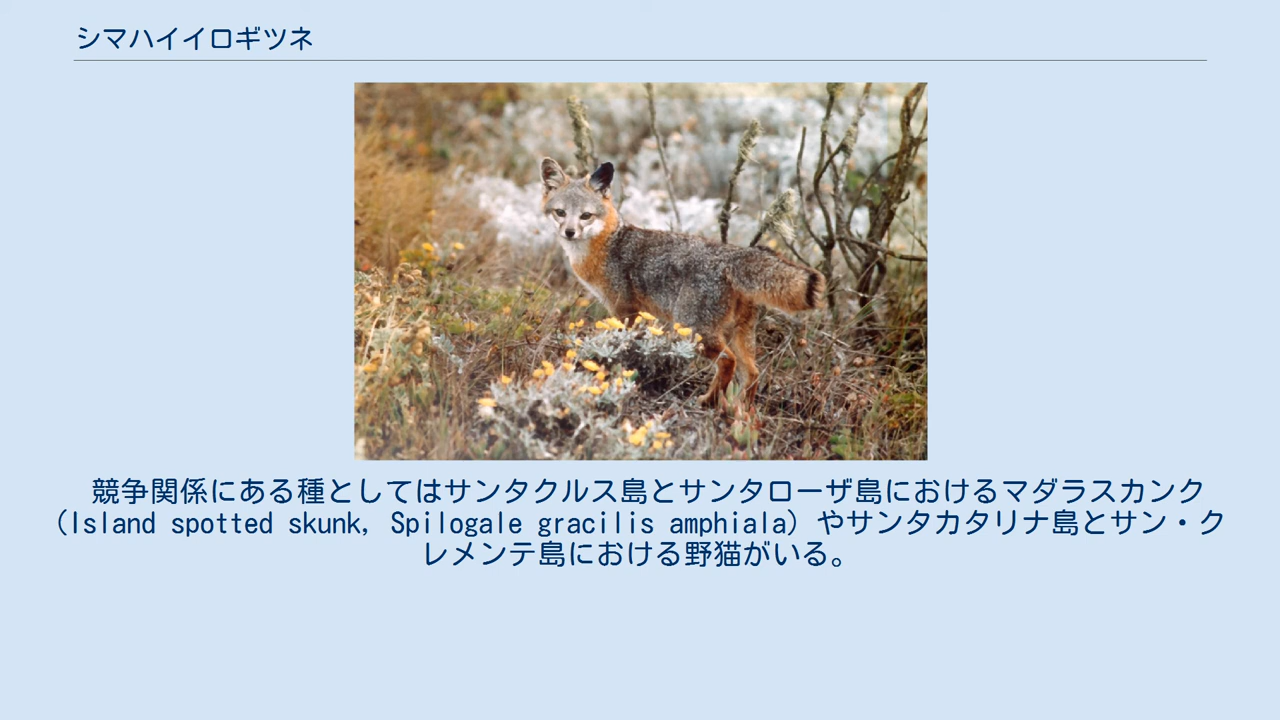 シマハイイロギツネ
競争関係にある種としてはサンタクルス島とサンタローザ島におけるマダラスカンク
(Island spotted skunk, Spilogale gracilis amphiala) やサンタカタリナ島とサン・ク
レメンテ島における野猫がいる。